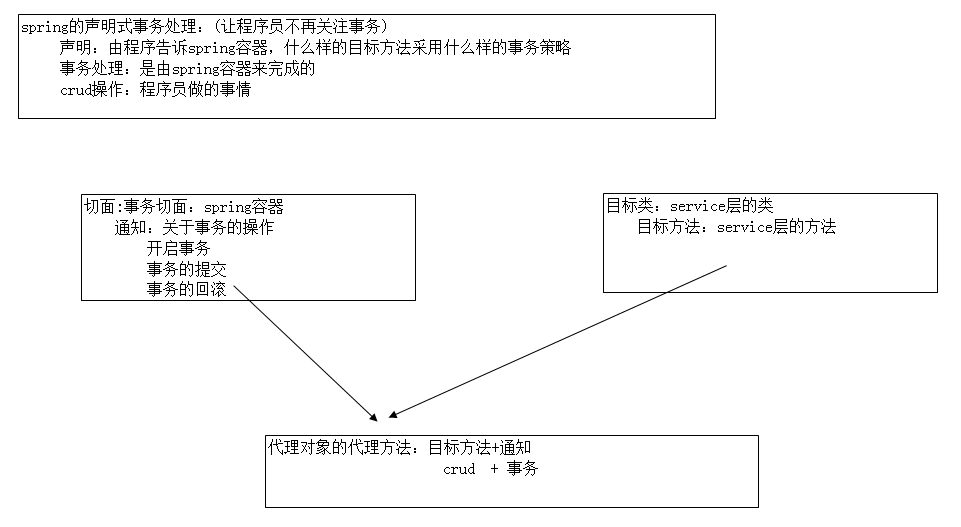 spring的声明式事务处理：(让程序员不再关注事务)
声明：由程序告诉spring容器，什么样的目标方法采用什么样的事务策略
事务处理：是由spring容器来完成的
crud操作：程序员做的事情
切面:事务切面：spring容器
通知：关于事务的操作
开启事务
事务的提交
事务的回滚
目标类：service层的类
目标方法：service层的方法
代理对象的代理方法：目标方法+通知
crud + 事务